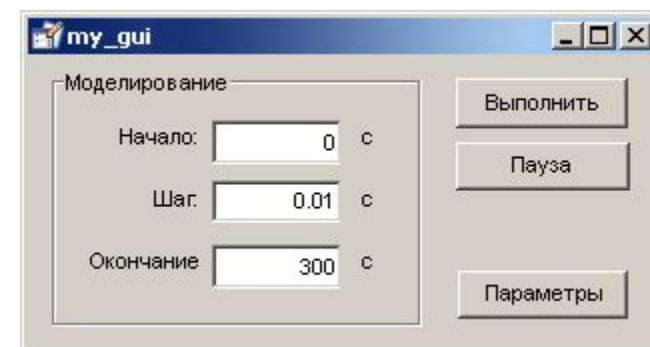 my_gui
Моделирование
Начало: 0 с
Шаг: 0.01 с
Окончание 300 с
Выполнить
Пауза
Параметры